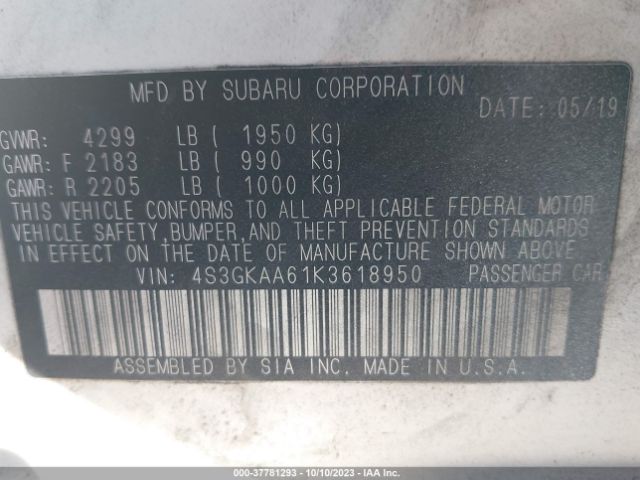 MFD BY SUBARU CORPORATION
DATE: 05/19
GVWR: 4299 LB ( 1950 KG)
GAWR: F 2183 LB ( 990 KG)
GAWR: R 2205 LB ( 1000 KG)
THIS VEHICLE CONFORMS TO ALL APPLICABLE FEDERAL MOTOR
VEHICLE SAFETY,BUMPER,AND THEFT PREVENTION STANDARDS
IN EFFECT ON THE DATE OF MANUFACTURE SHOWN ABOVE
VIN: 4S3GKAA61K3618950 PASSENGER CAR
ASSEMBLED BY SIA INC. MADE IN U.S.A.
000-37781293 - 10/10/2023 - IAAI.COM